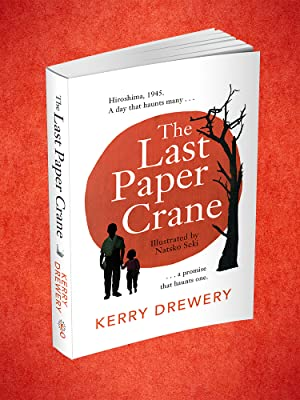 Hiroshima, 1945.
A day that haunts many . . .
The
Last
Paper
Crane
Illustrated by
Natsko Seki
. . . a promise
that haunts one.
KERRY DREWERY
The Last Paper Crane
KERRY
DREWERY